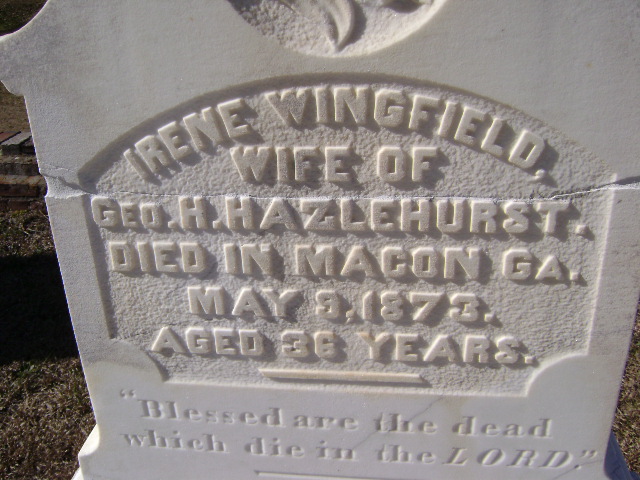 IRENE WINGFIELD,
WIFE OF
GEO. H. HAZLEHURST.
DIED IN MACON GA.
MAY 9, 1873.
AGED 36 YEARS.
"Blessed are the dead
which die in the LORD."